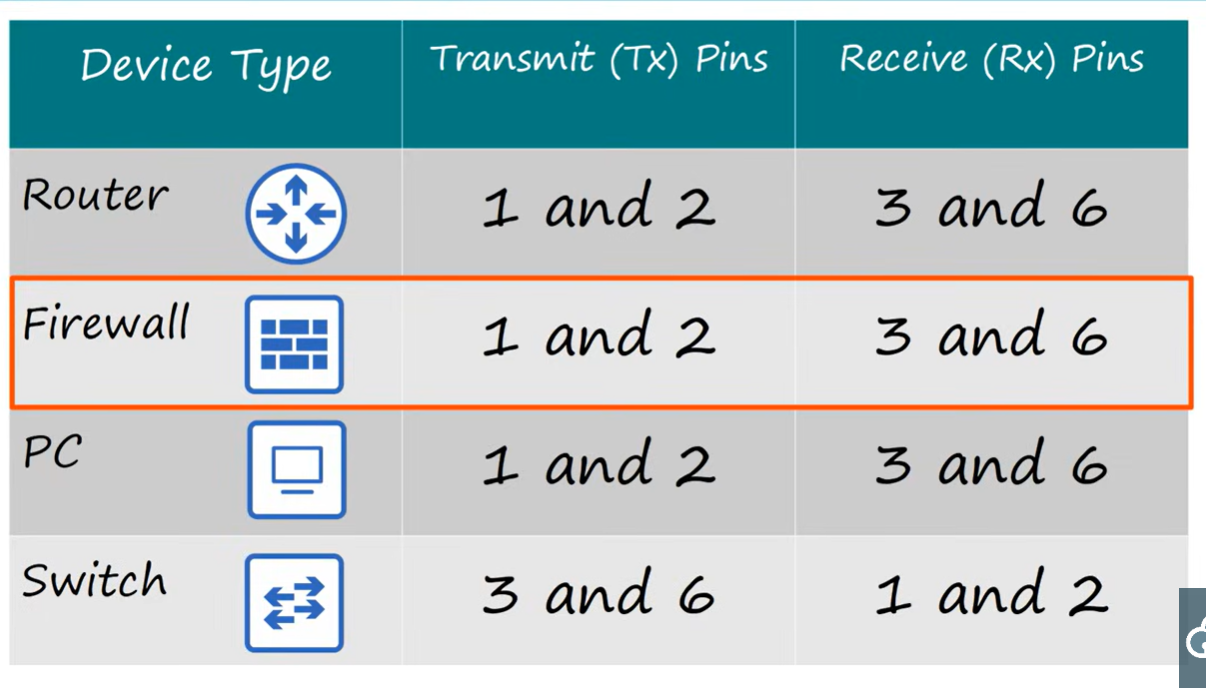 Device Type
Transmit (Tx) Pins
Receive (Rx) Pins
Router
1 and 2
3 and 6
Firewall
1 and 2
3 and 6
PC
1 and 2
3 and 6
Switch
3 and 6
1 and 2